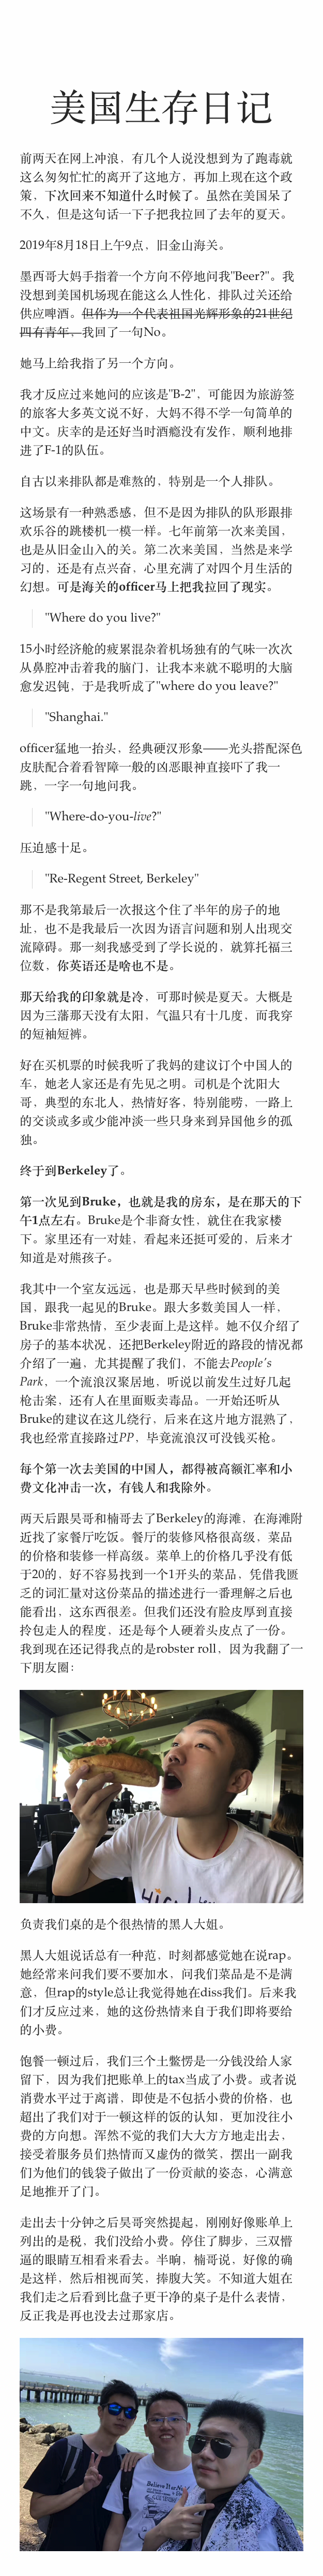 美国生存日记
前两天在网上冲浪，有几个人说没想到为了跑毒就
这么匆匆忙忙的离开了这地方，再加上现在这个政
策，下次回来不知道什么时候了。虽然在美国呆了
不久，但是这句话一下子把我拉回了去年的夏天。
2019年8月18日上午9点，旧金山海关。
墨西哥大妈手指着一个方向不停地问我"Beer?"。我
没想到美国机场现在能这么人性化，排队过关还给
供应啤酒。但作为一个代表祖国光辉形象的21世纪
四有青年，我回了一句No。
她马上给我指了另一个方向。
我才反应过来她问的应该是"B-2"，可能因为旅游签
的旅客大多英文说不好，大妈不得不学一句简单的
中文。庆幸的是还好当时酒瘾没有发作，顺利地排
进了F-1的队伍。
自古以来排队都是难熬的，特别是一个人排队。
这场景有一种熟悉感，但不是因为排队的队形跟排
欢乐谷的跳楼机一模一样。七年前第一次来美国，
也是从旧金山入的关。第二次来美国，当然是来学
习的，还是有点兴奋，心里充满了对四个月生活的
幻想。可是海关的officer马上把我拉回了现实。
"Where do you live?"
15小时经济舱的疲累混杂着机场独有的气味一次次
从鼻腔冲击着我的脑门，让我本来就不聪明的大脑
愈发迟钝，于是我听成了"where do you leave?"
"Shanghai."
officer猛地一抬头，经典硬汉形象——光头搭配深色
皮肤配合着看智障一般的凶恶眼神直接吓了我一
跳，一字一句地问我。
"Where-do-you-live?"
压迫感十足。
"Re-Regent Street, Berkeley"
那不是我第最后一次报这个住了半年的房子的地
址，也不是我最后一次因为语言问题和别人出现交
流障碍。那一刻我感受到了学长说的，就算托福三
位数，你英语还是啥也不是。
那天给我的印象就是冷，可那时候是夏天。大概是
因为三藩那天没有太阳，气温只有十几度，而我穿
的短袖短裤。
好在买机票的时候我听了我妈的建议订个中国人的
车，她老人家还是有先见之明。司机是个沈阳大
哥，典型的东北人，热情好客，特别能唠，一路上
的交谈或多或少能冲淡一些只身来到异国他乡的孤
独。
终于到Berkeley了。
第一次见到Bruke，也就是我的房东，是在那天的下
午1点左右。Bruke是个非裔女性，就住在我家楼
下。家里还有一对娃，看起来还挺可爱的，后来才
知道是对熊孩子。
我其中一个室友远远，也是那天早些时候到的美
国，跟我一起见的Bruke。跟大多数美国人一样，
Bruke非常热情，至少表面上是这样。她不仅介绍了
房子的基本状况，还把Berkeley附近的路段的情况都
介绍了一遍，尤其提醒了我们，不能去People's
Park，一个流浪汉聚居地，听说以前发生过好几起
枪击案，还有人在里面贩卖毒品。一开始还听从
Bruke的建议在这儿绕行，后来在这片地方混熟了，
我也经常直接路过PP，毕竟流浪汉可没钱买枪。
每个第一次去美国的中国人，都得被高额汇率和小
费文化冲击一次，有钱人和我除外。
两天后跟昊哥和楠哥去了Berkeley的海滩，在海滩附
近找了家餐厅吃饭。餐厅的装修风格很高级，菜品
的价格和装修一样高级。菜单上的价格几乎没有低
于20的，好不容易找到一个1开头的菜品，凭借我匮
乏的词汇量对这份菜品的描述进行一番理解之后也
能看出，这东西很差。但我们还没有脸皮厚到直接
拎包走人的程度，还是每个人硬着头皮点了一份。
我到现在还记得我点的是robster roll，因为我翻了一
下朋友圈：
负责我们桌的是个很热情的黑人大姐。
黑人大姐说话总有一种范，时刻都感觉她在说rap。
她经常来问我们要不要加水，问我们菜品是不是满
意，但rap的style总让我觉得她在diss我们。后来我
们才反应过来，她的这份热情来自于我们即将要给
的小费。
饱餐一顿过后，我们三个土鳖愣是一分钱没给人家
留下，因为我们把账单上的tax当成了小费。或者说
消费水平过于离谱，即使是不包括小费的价格，也
超出了我们对于一顿这样的饭的认知，更加没往小
费的方向想。浑然不觉的我们大大方方地走出去，
接受着服务员们热情而又虚伪的微笑，摆出一副我
们为他们的钱袋子做出了一份贡献的姿态，心满意
足地推开了门。
走出去十分钟之后昊哥突然提起，刚刚好像账单上
列出的是税，我们没给小费。停住了脚步，三双懵
逼的眼睛互相看来看去。半晌，楠哥说，好像的确
是这样，然后相视而笑，捧腹大笑。不知道大姐在
我们走之后看到比盘子更干净的桌子是什么表情，
反正我是再也没去过那家店。